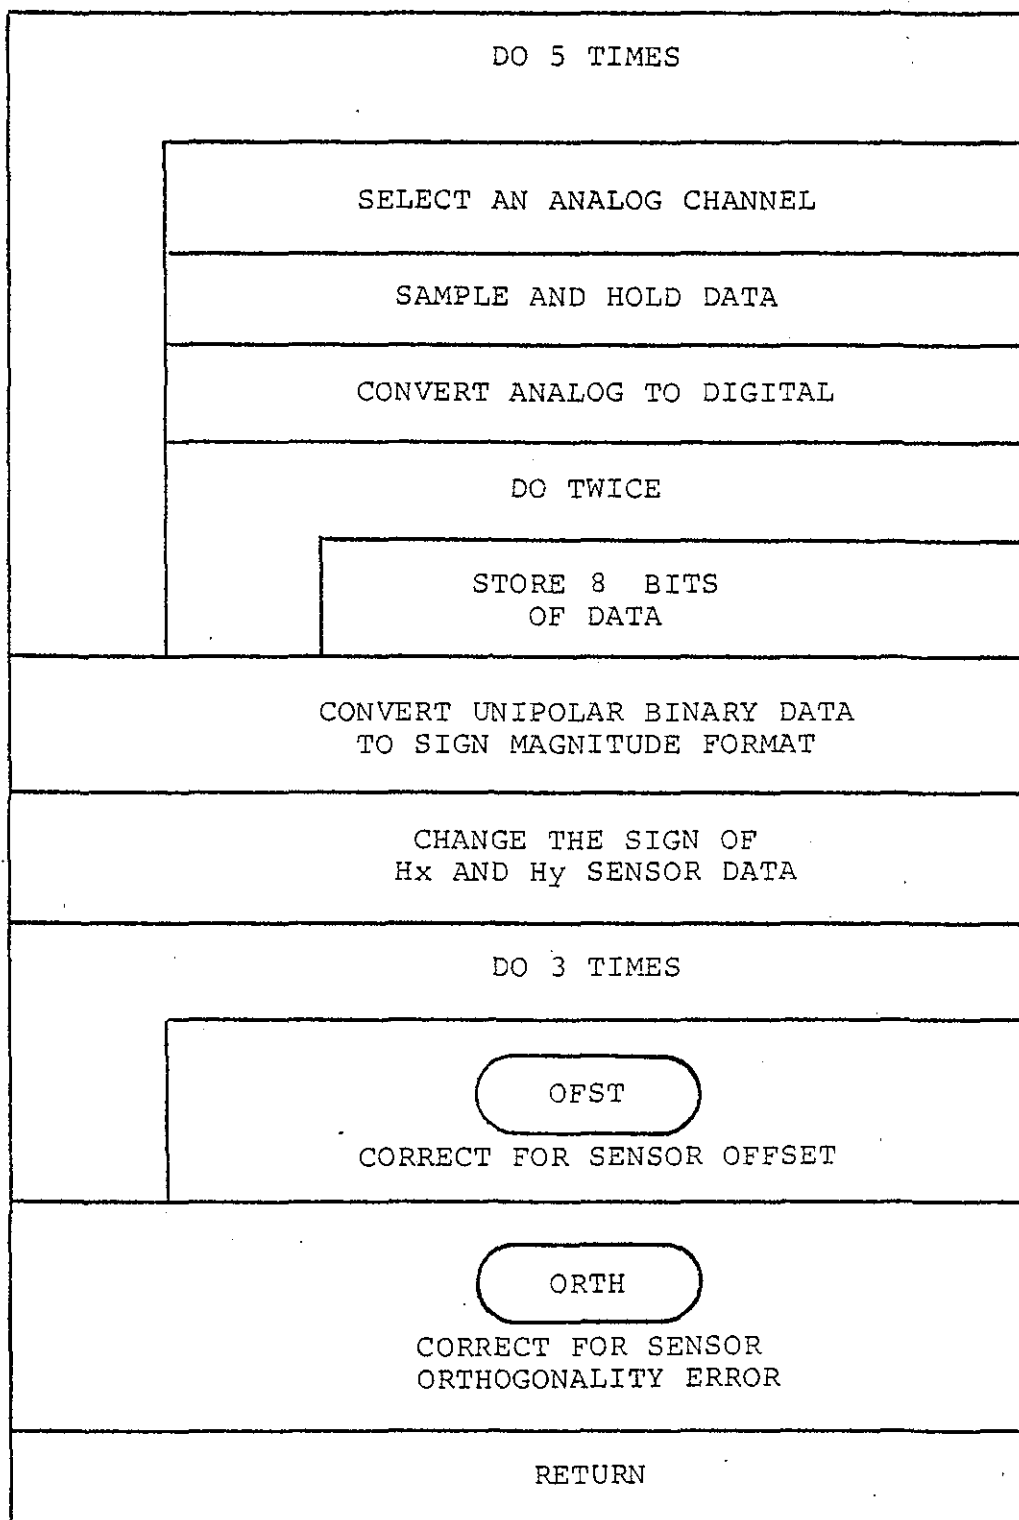 DO 5 TIMES
SELECT AN ANALOG CHANNEL
SAMPLE AND HOLD DATA
CONVERT ANALOG TO DIGITAL
DO TWICE
STORE 8 BITS
OF DATA
CONVERT UNIPOLAR BINARY DATA
TO SIGN MAGNITUDE FORMAT
CHANGE THE SIGN OF
Hx AND Hy SENSOR DATA
DO 3 TIMES
OFST
CORRECT FOR SENSOR OFFSET
ORTH
CORRECT FOR SENSOR
ORTHOGONALITY ERROR
RETURN